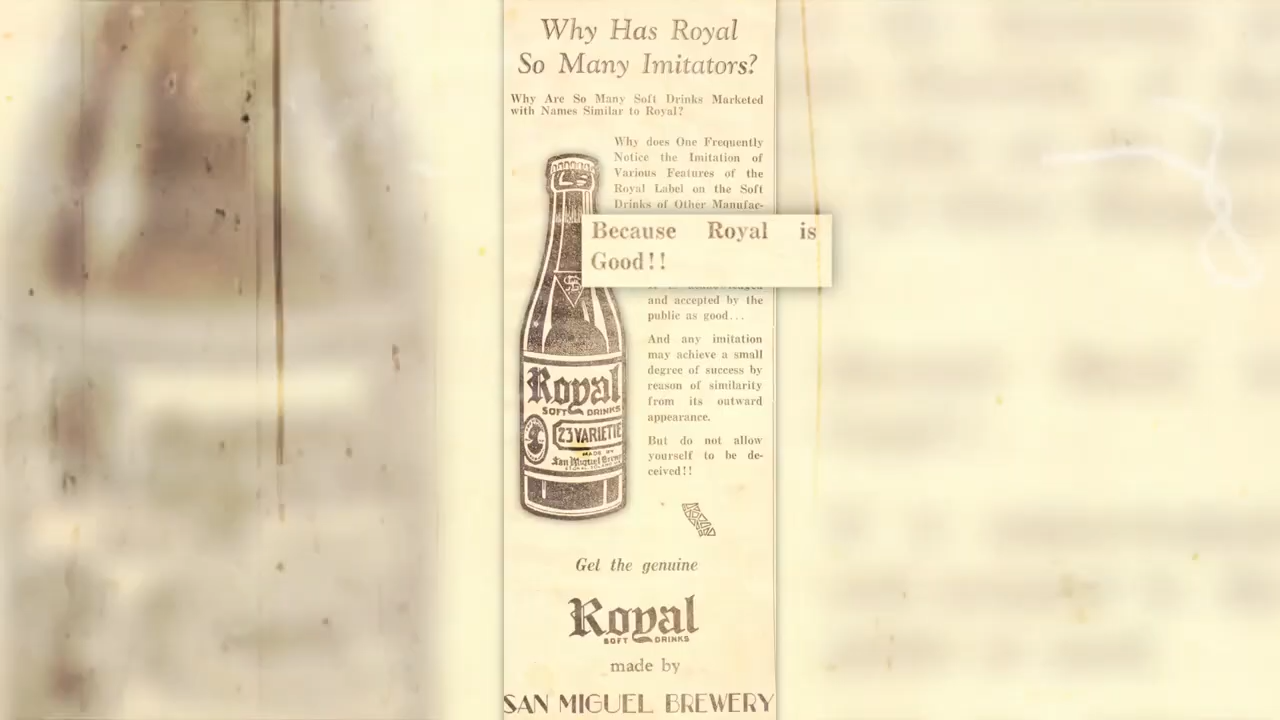 Why Has Royal
So Many Imitators?
Why Are So Many Soft Drinks Marketed
with Names Similar to Royal?
Why does One Frequently
Notice the Imitation of
Various Features of the
Royal Label on the Soft
Drinks of Other Manufac-
Because Royal is
Good!!
and accepted by the
public as good...
And any imitation
may achieve a small
degree of success by
reason of similarity
from its outward
appearance.
But do not allow
yourself to be de-
ceived!!
Royal
SOFT DRINKS
23 VARIETIE
MADE BY
San Miguel Brewe
Get the genuine
Royal
SOFT DRINKS
made by
SAN MIGUEL BREWERY